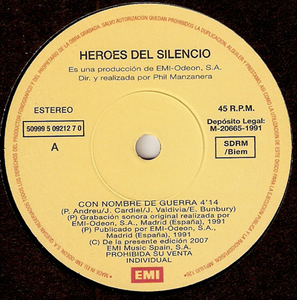 HEROES DEL SILENCIO
Es una producción de EMI-Odeon, S.A.
Dir. y realizada por Phil Manzanera
ESTEREO
50999 5 09212 7 0
A
45 R.P.M.
Depósito Legal:
M-20665-1991
SDRM
/Biem
CON NOMBRE DE GUERRA 4'14
(P. Andreu/J. Cardiel/J. Valdivia/E. Bunbury)
(P) Grabación sonora original realizada por
EMI-Odeon, S.A., Madrid (España), 1991
(P) Publicado por EMI-Odeon, S.A.,
Madrid (España), 1991
(C) De la presente edición 2007
EMI Music Spain, S.A.
PROHIBIDA SU VENTA
INDIVIDUAL
EMI